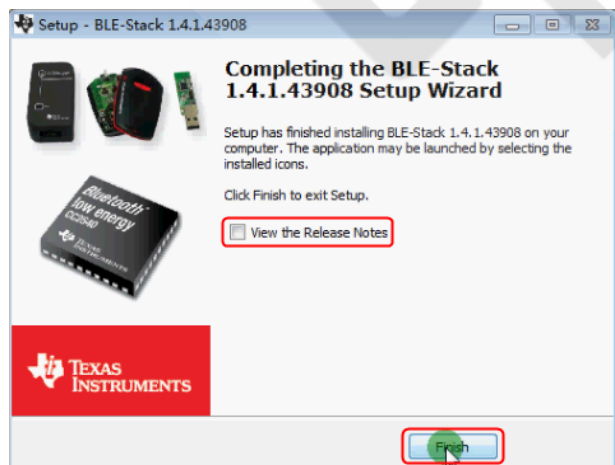 Setup - BLE-Stack 1.4.1.43908
Completing the BLE-Stack
1.4.1.43908 Setup Wizard
Setup has finished installing BLE-Stack 1.4.1.43908 on your
computer. The application may be launched by selecting the
installed icons.
Click Finish to exit Setup.
View the Release Notes
Bluetooth
low energy
CC2540
TEXAS
INSTRUMENTS
TEXAS
INSTRUMENTS
Finish